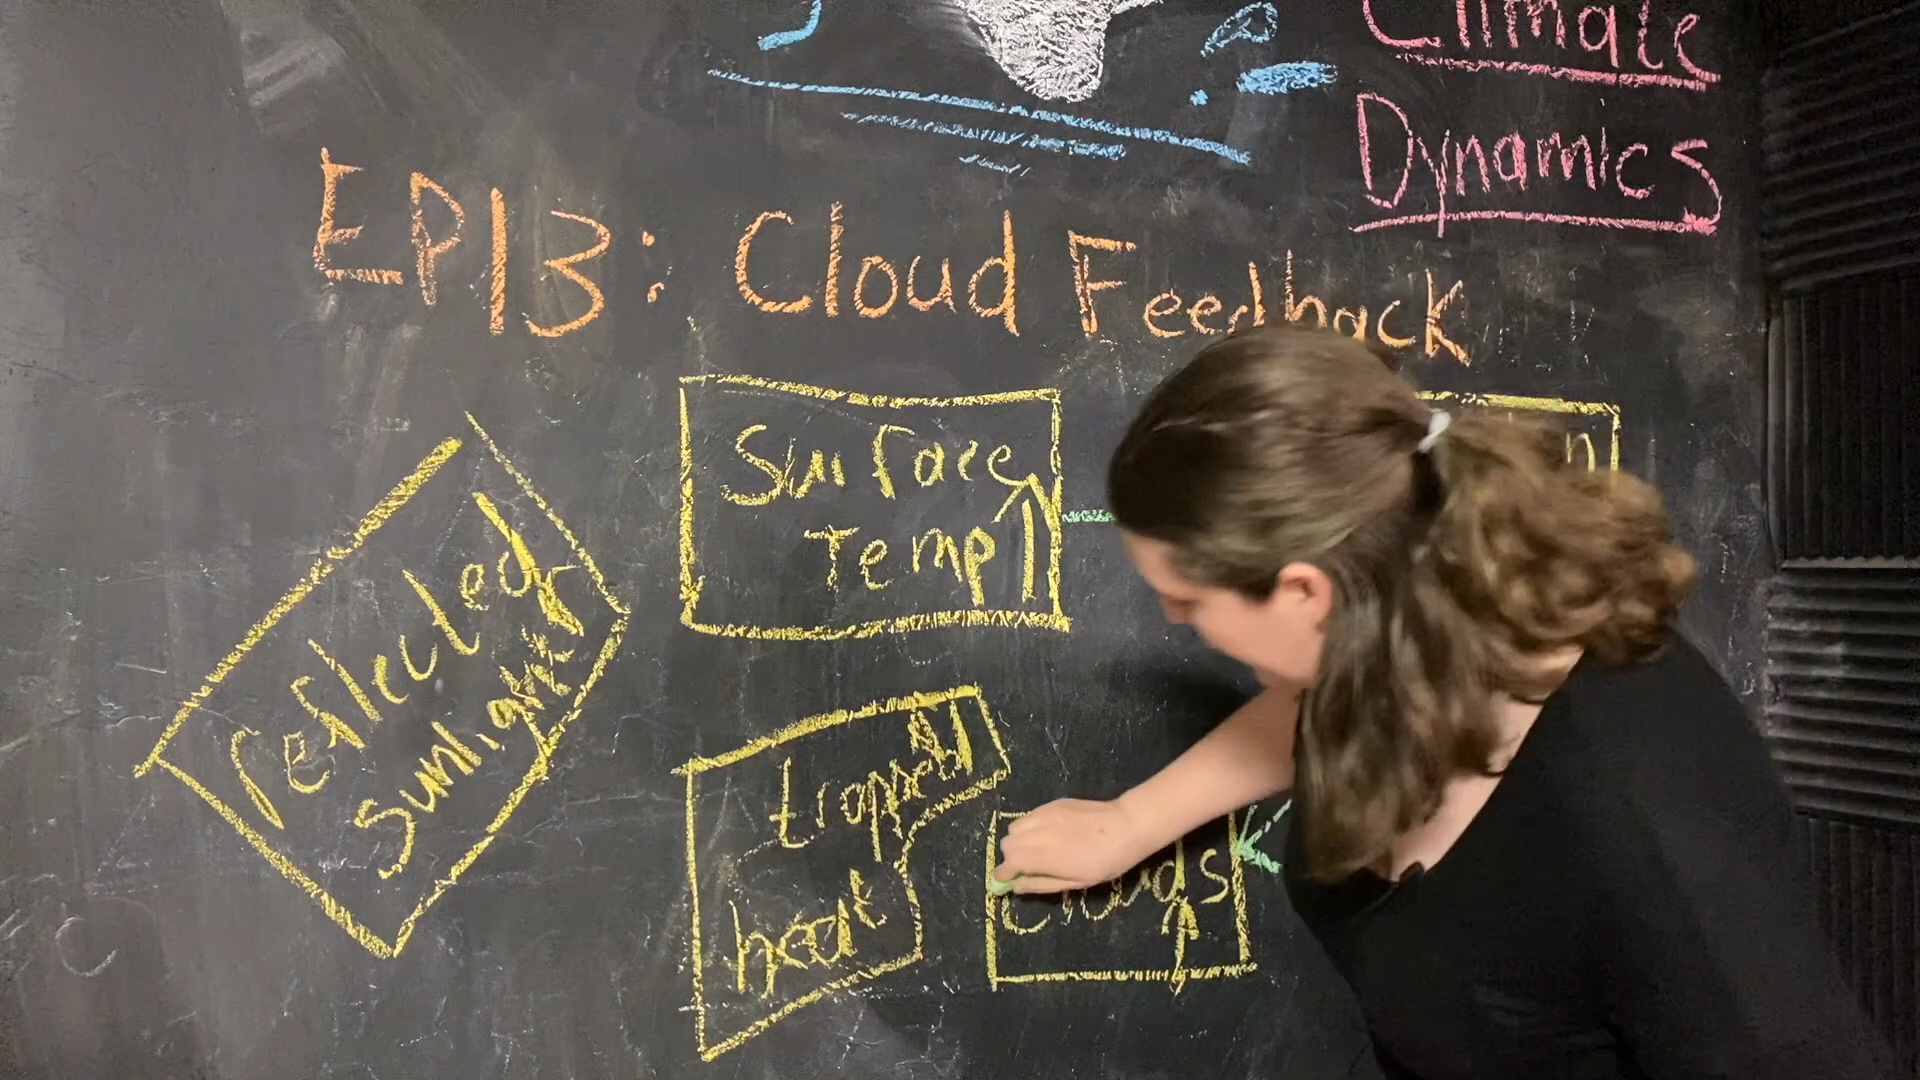 Climate
Dynamics
EP13: Cloud Feedback
Surface
Temp ↑
reflected
sunlight
trapped
heat
Clouds
↑